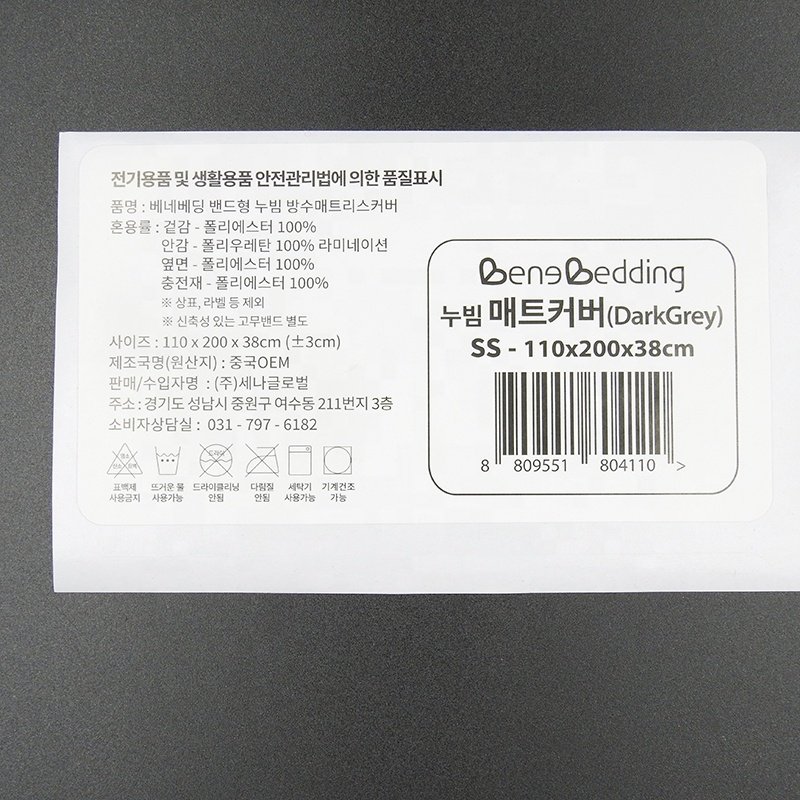 전기용품 및 생활용품 안전관리법에 의한 품질표시
품명 : 베네베딩 밴드형 누빔 방수매트리스커버
혼용률 : 겉감 - 폴리에스터 100%
안감 - 폴리우레탄 100% 라미네이션
옆면 - 폴리에스터 100%
충전재 - 폴리에스터 100%
※ 상표, 라벨 등 제외
※ 신축성 있는 고무밴드 별도
사이즈 : 110 x 200 x 38cm (±3cm)
제조국명(원산지) : 중국OEM
판매/수입자명 : (주)세나글로벌
주소 : 경기도 성남시 중원구 여수동 211번지 3층
소비자상담실 : 031 - 797 - 6182
염소
산소 표백
드라이
표백제 사용금지
뜨거운 물 사용가능
드라이클리닝 안됨
다림질 안됨
세탁기 사용가능
기계건조 가능
BeneBedding
누빔 매트커버(DarkGrey)
SS - 110x200x38cm
8 809551 804110 >